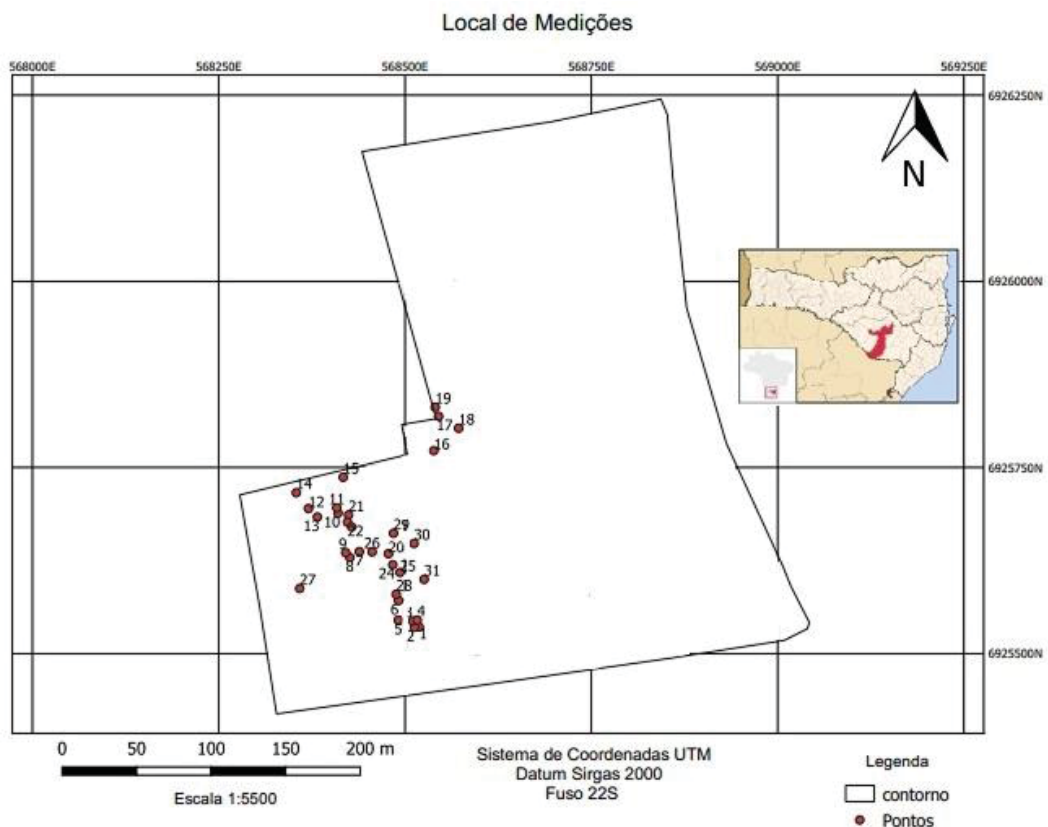 Local de Medições
568000E 568250E 568500E 568750E 569000E 569250E
6926250N
N
6926000N
19
18
17
16
6925750N
15
14
11
12 21
13 10 22
29 30
9 26 20
8 7
24 25 31
27 28
6 4
5 2 1
6925500N
0 50 100 150 200 m
Escala 1:5500
Sistema de Coordenadas UTM
Datum Sirgas 2000
Fuso 22S
Legenda
contorno
Pontos